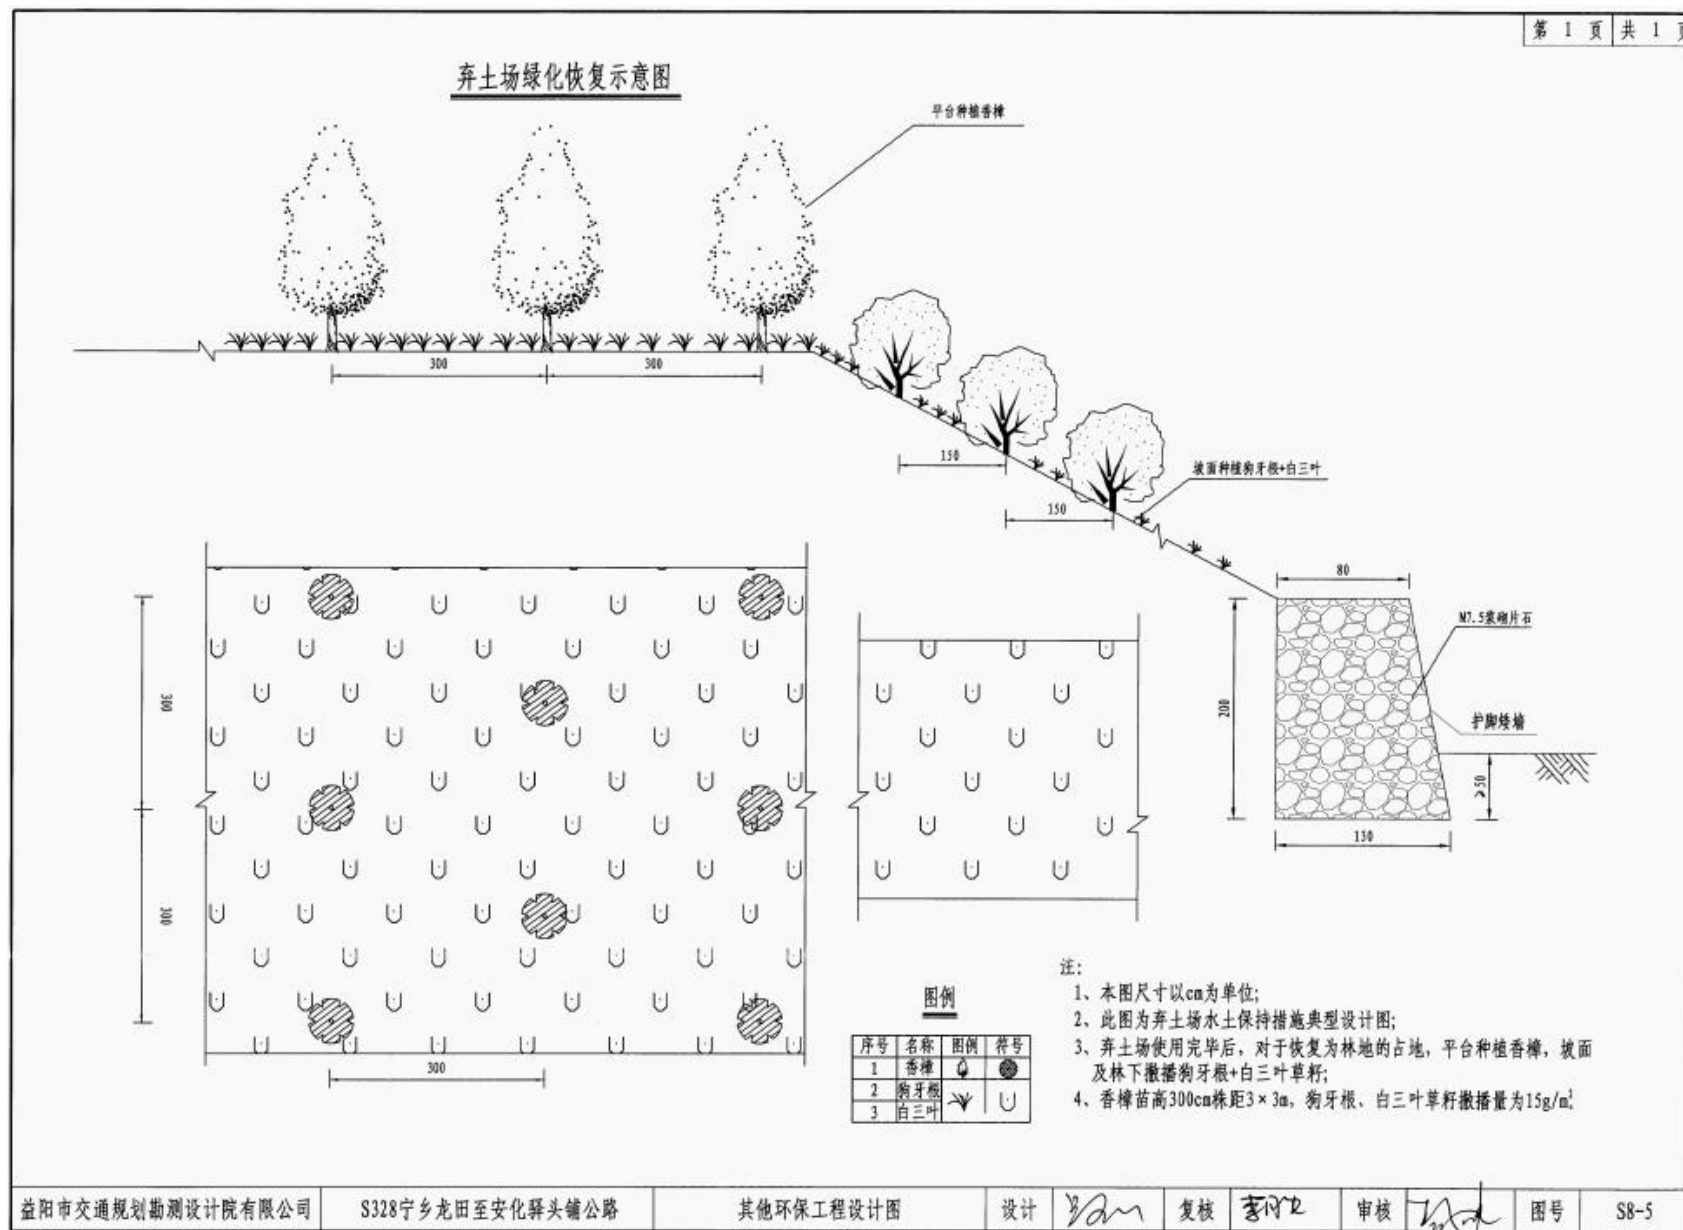 第 1 页 共 1 页
弃土场绿化恢复示意图
平台种植香樟
300
300
150
坡面种植狗牙根+白三叶
150
80
M7.5浆砌片石
200
护脚矮墙
≥50
130
300
300
300
图例
序号 名称 图例 符号
1 香樟
2 狗牙根
3 白三叶
注：
1、本图尺寸以cm为单位;
2、此图为弃土场水土保持措施典型设计图;
3、弃土场使用完毕后，对于恢复为林地的占地，平台种植香樟，坡面
及林下撒播狗牙根+白三叶草籽;
4、香樟苗高300cm株距3×3m，狗牙根、白三叶草籽撒播量为15g/m²;
益阳市交通规划勘测设计院有限公司 S328宁乡龙田至安化驿头铺公路 其他环保工程设计图 设计 复核 审核 图号 S8-5